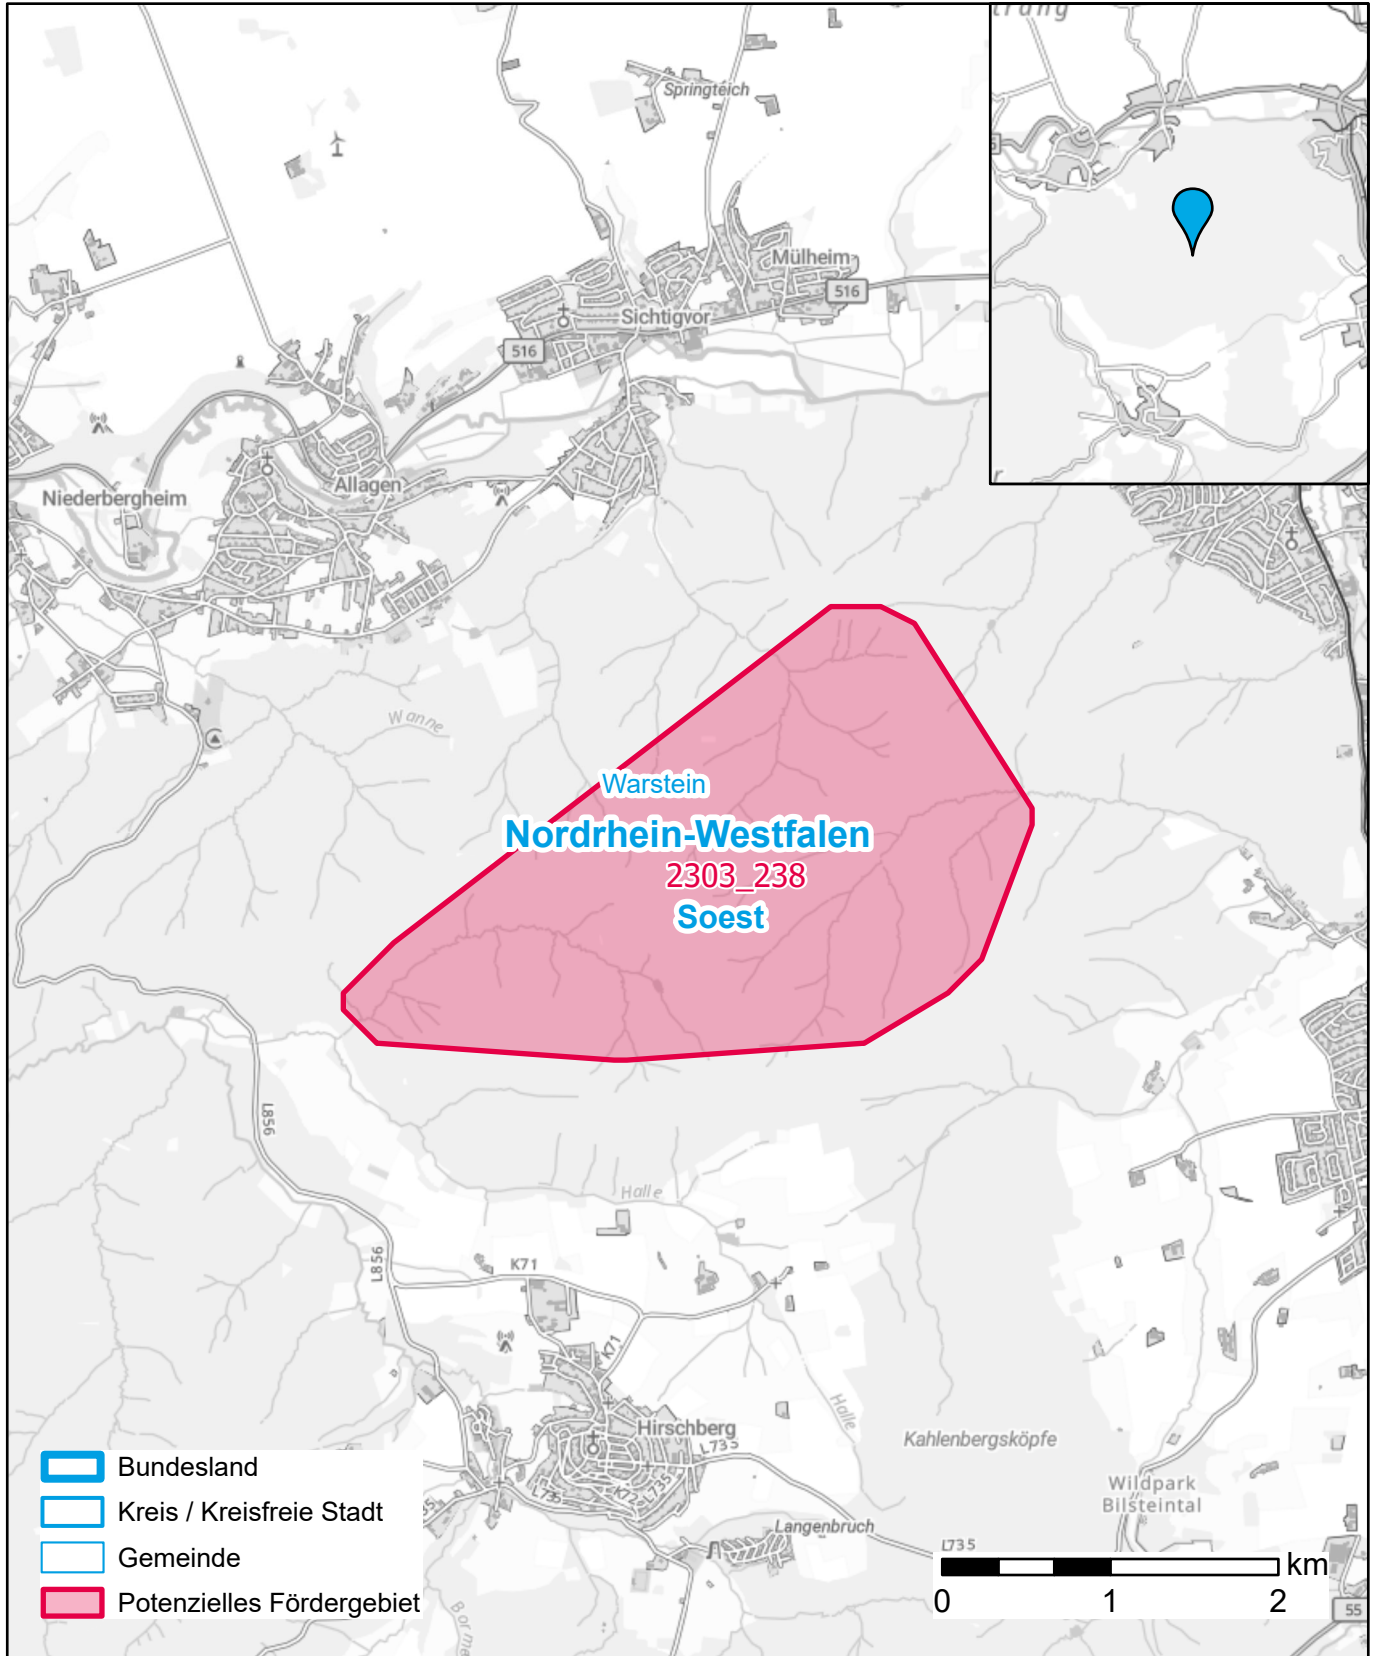 Springteich
Mülheim
516
Sichtigvor
516
Allagen
Niederbergheim
Wanne
Warstein
Nordrhein-Westfalen
2303_238
Soest
L856
Halle
L856
K71
K71
Halle
Hirschberg
L735
Kahlenbergsköpfe
L735
K72
L735
Wildpark
Bilsteintal
Langenbruch
L735
Bundesland
Kreis / Kreisfreie Stadt
Gemeinde
Potenzielles Fördergebiet
km
0 1 2
55